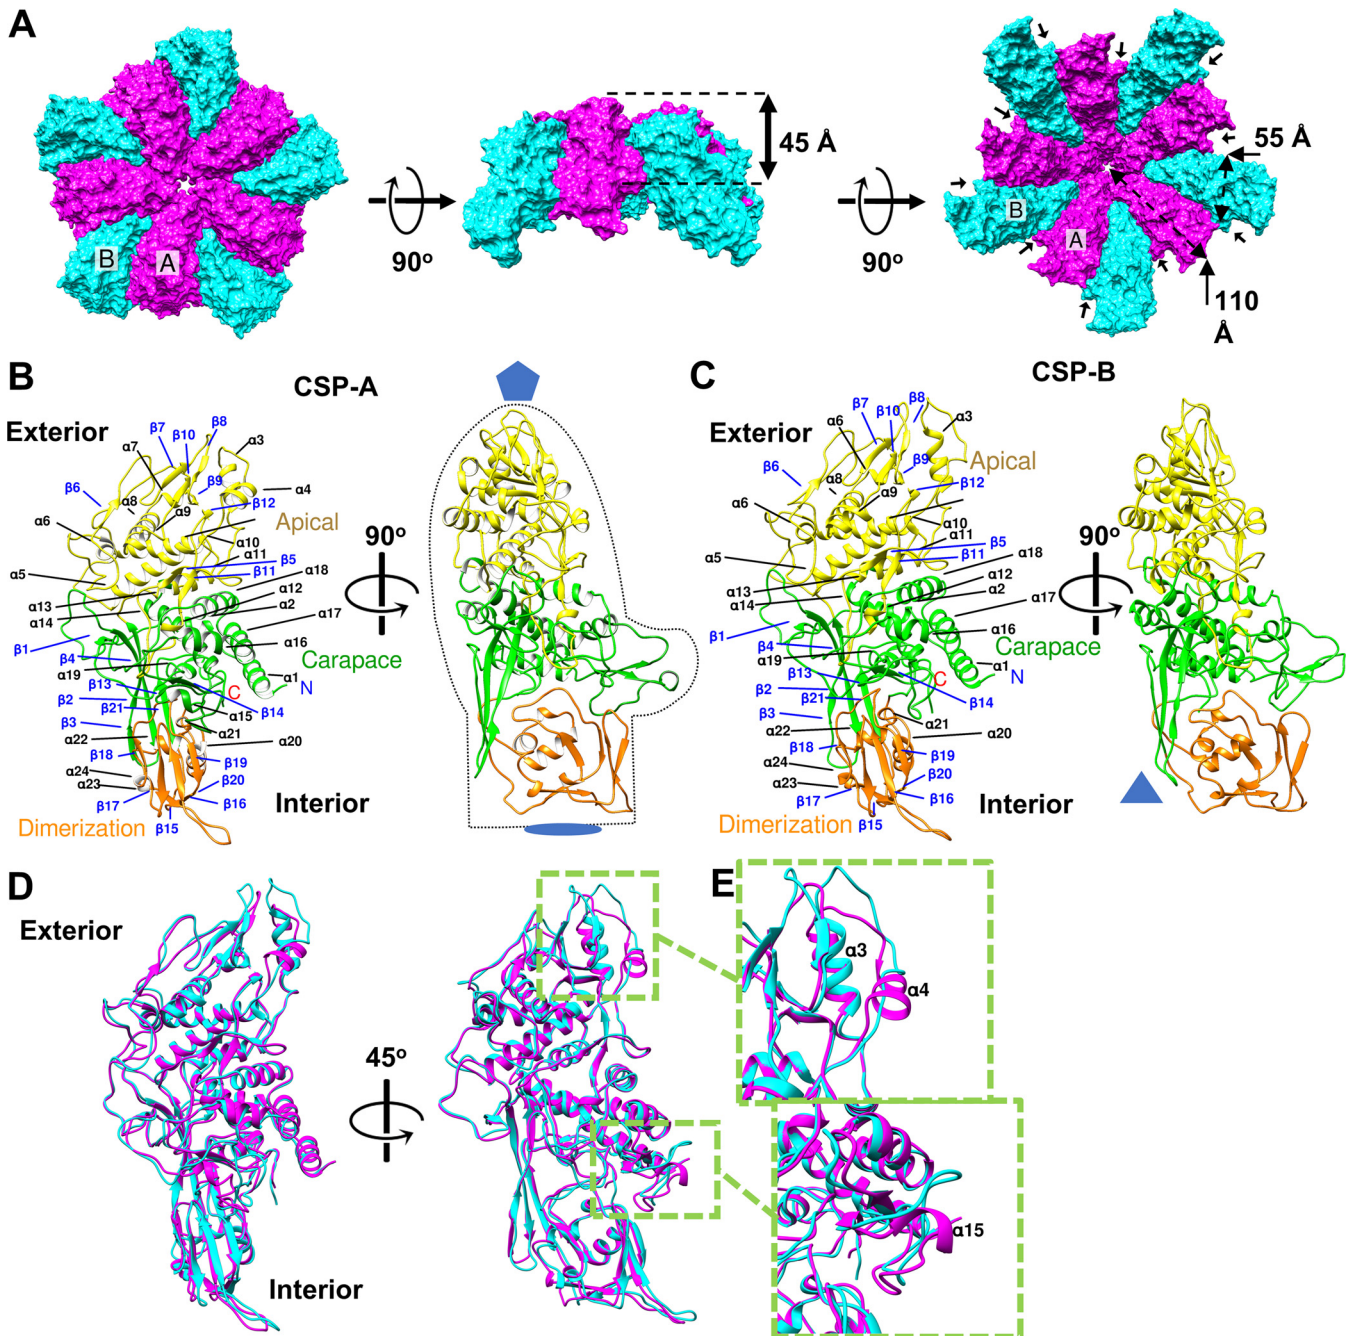 A
B
A
90º
45 Å
90º
B
A
55 Å
110
Å
B
CSP-A
Exterior
β8
β7
β10
α3
α7
β6
β9
α4
α8
β12
α9
α6
Apical
α10
α11
β5
α5
β11
α18
α13
α12
α14
α2
α17
β1
α16
β4
Carapace
α19
α1
β13
C
N
β2
β21
α15
β14
β3
α21
α22
α20
β18
β19
α24
β20
α23
β17
β16
Interior
Dimerization
β15
90º
C
CSP-B
Exterior
β8
β7
β10
α3
α6
β9
Apical
β6
α8
β12
α9
α6
α10
α11
β5
α5
β11
α18
α13
α12
α14
α2
α17
β1
α16
β4
Carapace
α19
α1
β13
C
N
β2
β21
β14
β3
α21
α22
α20
β18
β19
α24
β20
α23
β17
β16
Interior
Dimerization
β15
90º
D
Exterior
45º
Interior
E
α3
α4
α15